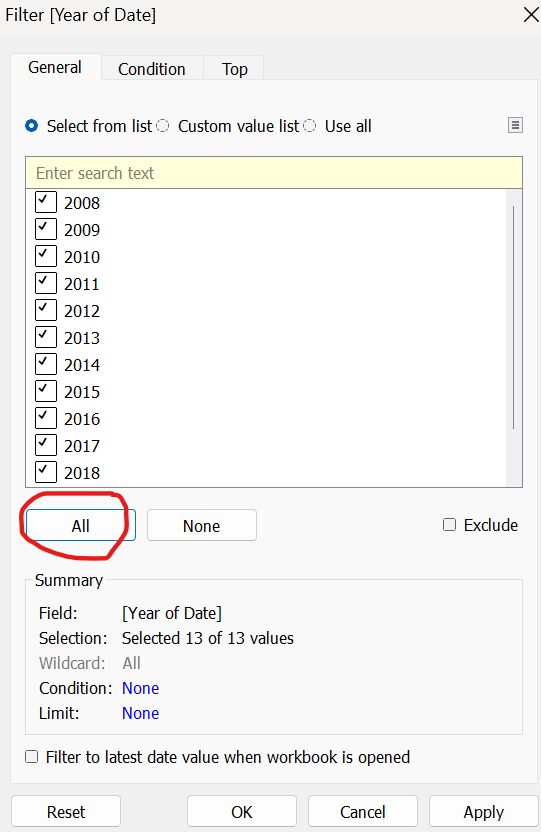 Filter [Year of Date]
General Condition Top
Select from list Custom value list Use all
Enter search text
2008
2009
2010
2011
2012
2013
2014
2015
2016
2017
2018
All None Exclude
Summary
Field: [Year of Date]
Selection: Selected 13 of 13 values
Wildcard: All
Condition: None
Limit: None
Filter to latest date value when workbook is opened
Reset OK Cancel Apply